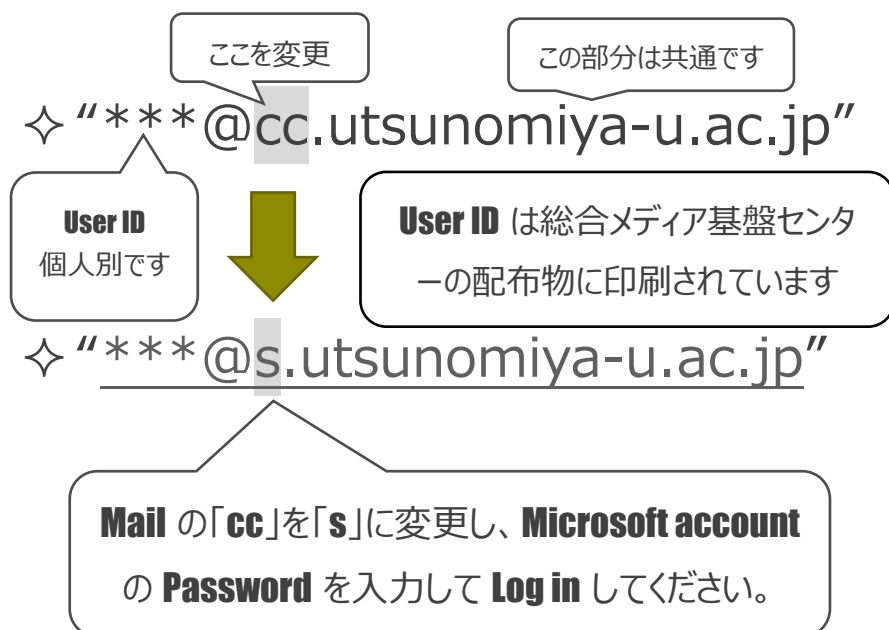 ここを変更
この部分は共通です
✧“***@cc.utsunomiya-u.ac.jp”
User ID
個人別です
User ID は総合メディア基盤センタ
ーの配布物に印刷されています
✧“***@s.utsunomiya-u.ac.jp”
Mail の「cc」を「s」に変更し、Microsoft account
の Password を入力して Log in してください。